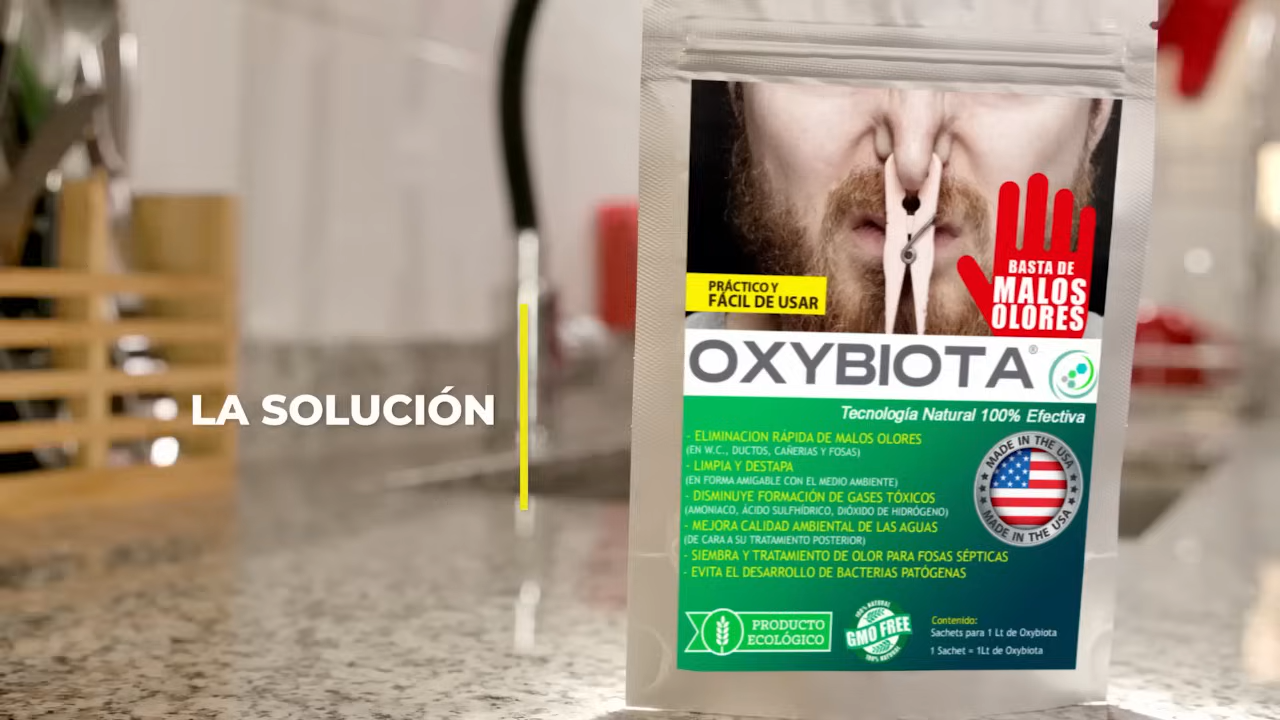 LA SOLUCIÓN
PRÁCTICO Y
FÁCIL DE USAR
BASTA DE
MALOS
OLORES
OXYBIOTA®
Tecnología Natural 100% Efectiva
- ELIMINACION RÁPIDA DE MALOS OLORES
(EN W.C., DUCTOS, CAÑERIAS Y FOSAS)
- LIMPIA Y DESTAPA
(EN FORMA AMIGABLE CON EL MEDIO AMBIENTE)
- DISMINUYE FORMACIÓN DE GASES TÓXICOS
(AMONIACO, ÁCIDO SULFHÍDRICO, DIÓXIDO DE HIDRÓGENO)
- MEJORA CALIDAD AMBIENTAL DE LAS AGUAS
(DE CARA A SU TRATAMIENTO POSTERIOR)
- SIEMBRA Y TRATAMIENTO DE OLOR PARA FOSAS SÉPTICAS
- EVITA EL DESARROLLO DE BACTERIAS PATÓGENAS
MADE IN THE USA
MADE IN THE USA
PRODUCTO
ECOLÓGICO
100% NATURAL
GMO FREE
100% NATURAL
Contenido:
Sachets para 1 Lt de Oxybiota
1 Sachet = 1Lt de Oxybiota